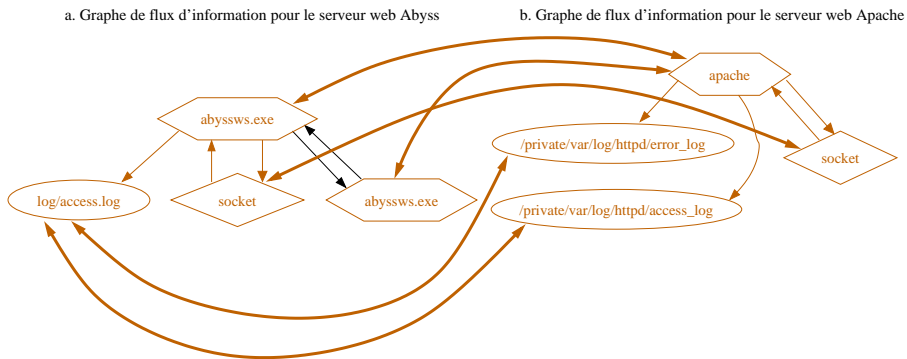 a. Graphe de flux d’information pour le serveur web Abyss
b. Graphe de flux d’information pour le serveur web Apache
apache
abyssws.exe
/private/var/log/httpd/error_log
socket
log/access.log
socket
abyssws.exe
/private/var/log/httpd/access_log